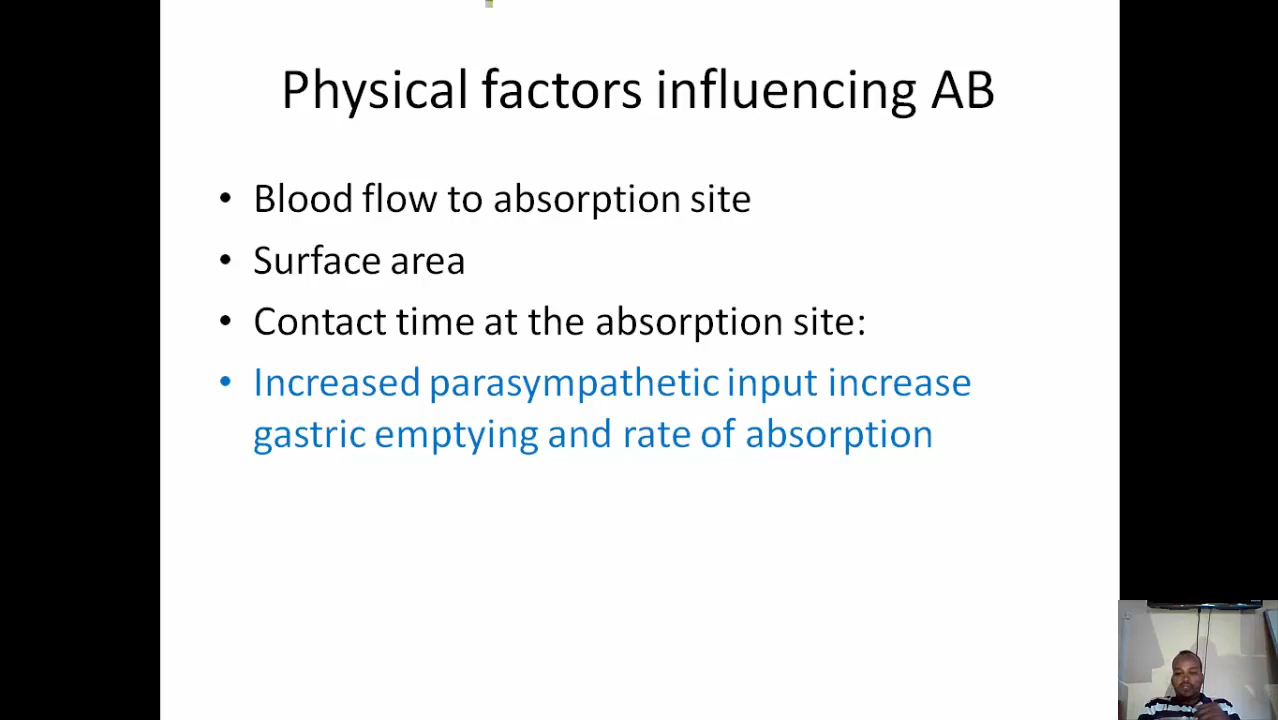 Physical factors influencing AB
• Blood flow to absorption site
• Surface area
• Contact time at the absorption site:
• Increased parasympathetic input increase
gastric emptying and rate of absorption